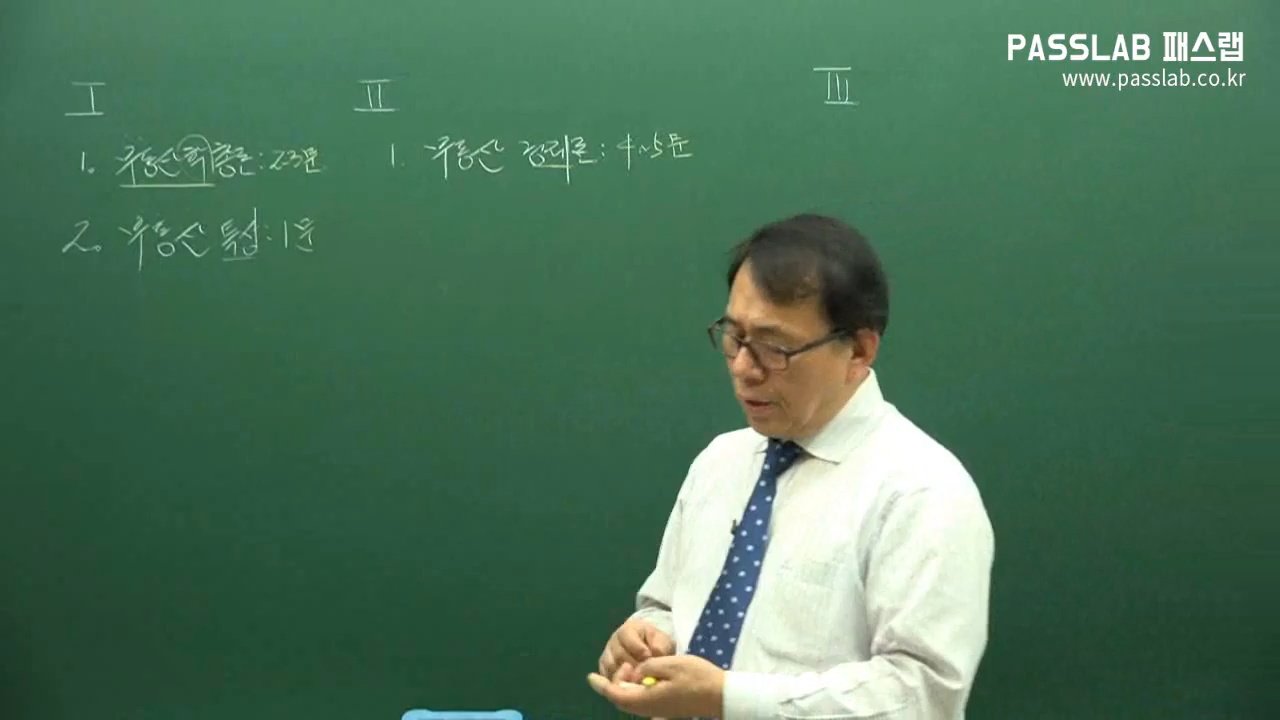 PASSLAB 패스랩
www.passlab.co.kr
I
II
III
1. 부동산학총론 : 2~3문
1. 부동산 경제론 : 4~5문
2. 부동산 특성 : 1문